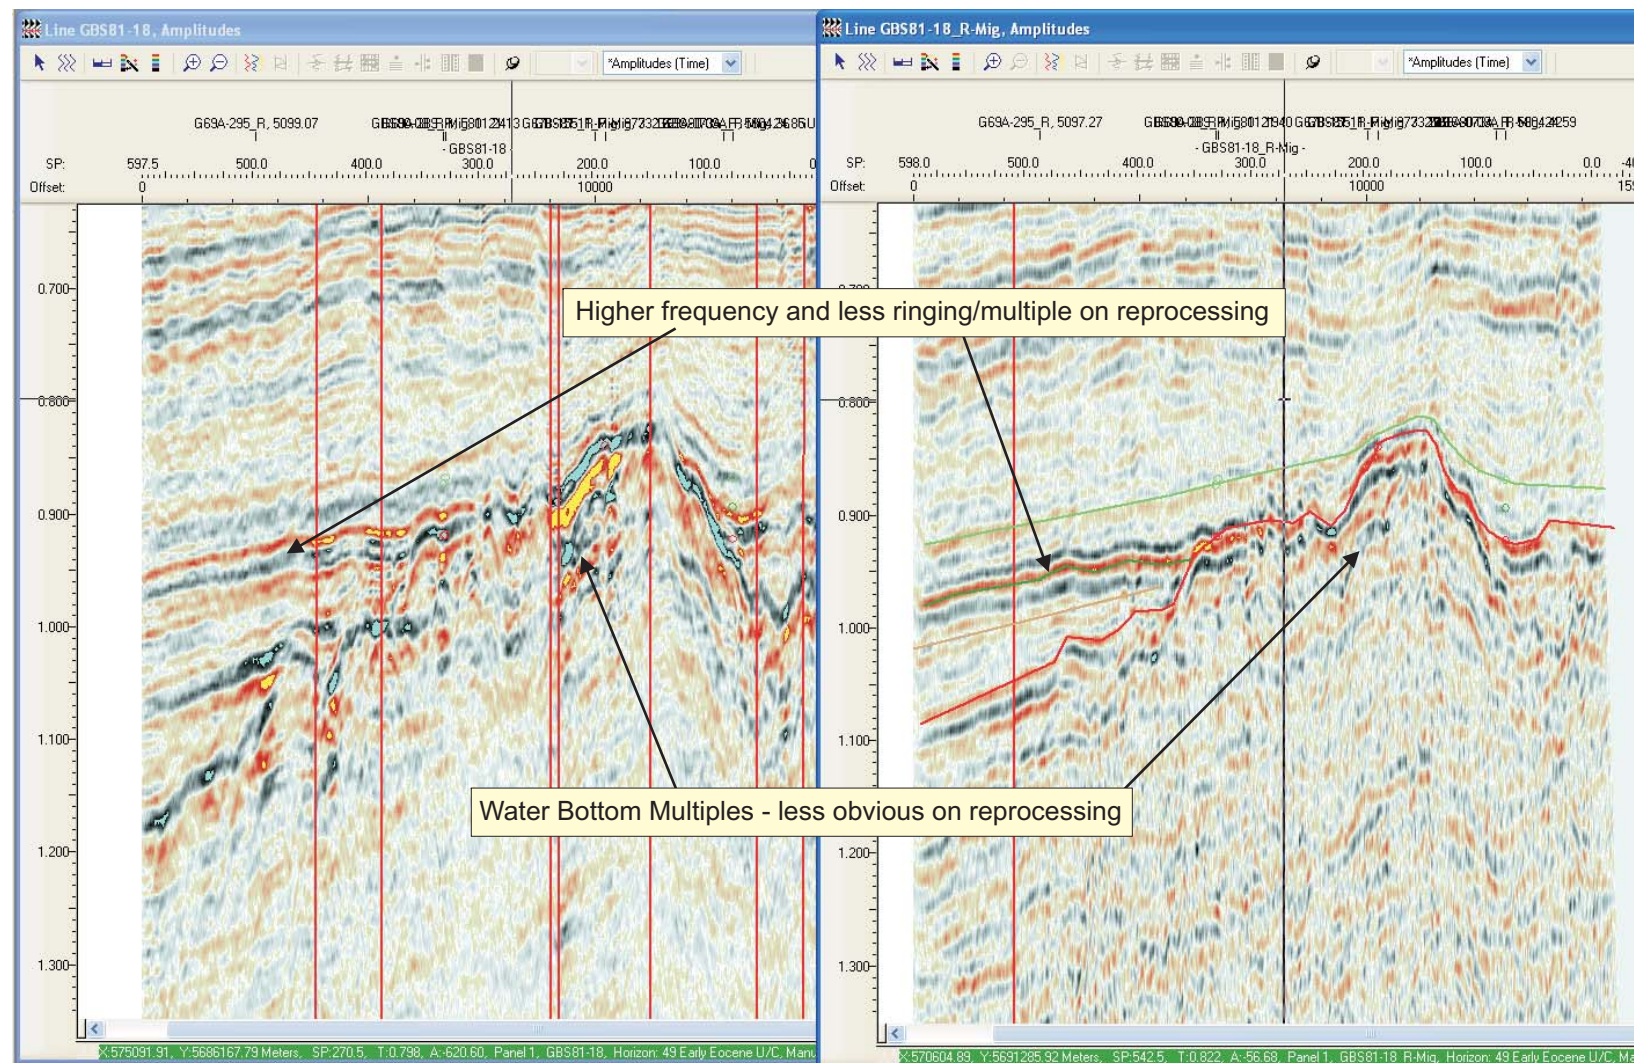 Line GBS81-18, Amplitudes
*Amplitudes (Time)
G69A-295_R, 5099.07
- GBS81-18 -
SP: 597.5 500.0 400.0 200.0 100.0 0
Offset: 0 10000
0.700
0.800
0.900
1.000
1.100
1.200
1.300
X:575091.91, Y:5686167.79 Meters, SP:270.5, T:0.798, A:-620.60, Panel 1, GBS81-18, Horizon: 49 Early Eocene U/C, Manu
Line GBS81-18_R-Mig, Amplitudes
*Amplitudes (Time)
G69A-295_R, 5097.27
- GBS81-18_R-Mig -
SP: 598.0 500.0 400.0 300.0 200.0 100.0 0.0
Offset: 0 10000
0.700
0.800
0.900
1.000
1.100
1.200
1.300
X:570604.89, Y:5691285.92 Meters, SP:542.5, T:0.822, A:-56.68, Panel 1, GBS81-18_R-Mig, Horizon: 49 Early Eocene U/C, Ma
Higher frequency and less ringing/multiple on reprocessing
Water Bottom Multiples - less obvious on reprocessing